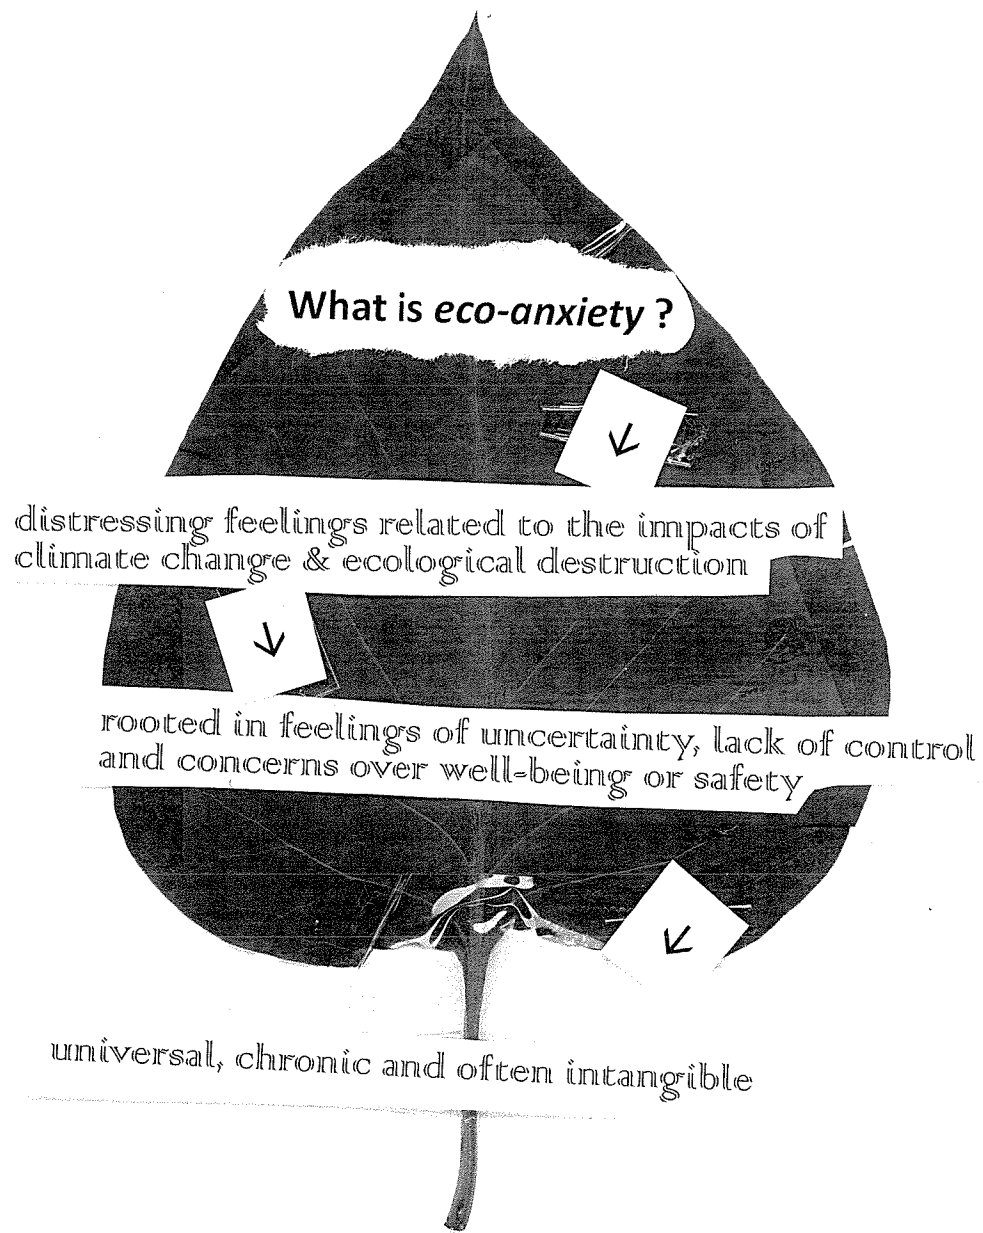 What is eco-anxiety ?
↓
distressing feelings related to the impacts of
climate change & ecological destruction
↓
rooted in feelings of uncertainty, lack of control
and concerns over well-being or safety
↓
universal, chronic and often intangible